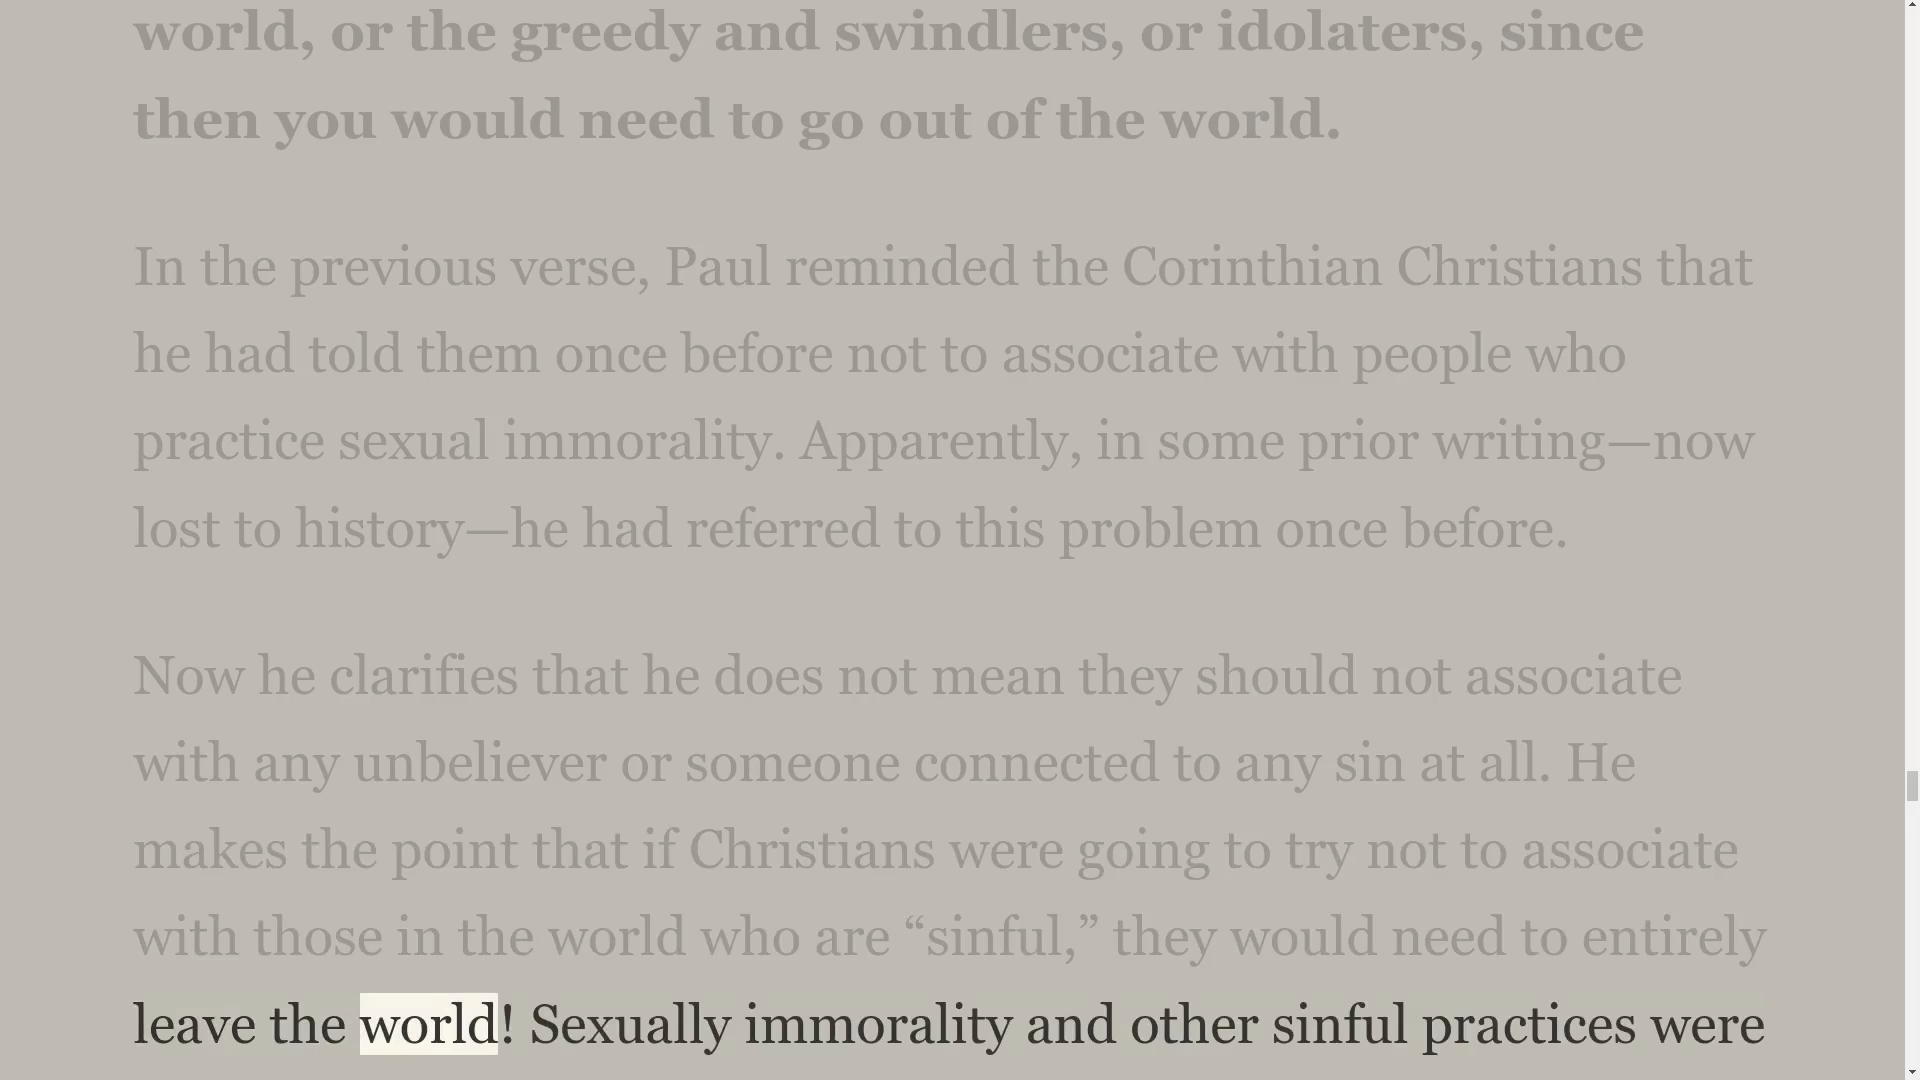 world, or the greedy and swindlers, or idolaters, since
then you would need to go out of the world.
In the previous verse, Paul reminded the Corinthian Christians that
he had told them once before not to associate with people who
practice sexual immorality. Apparently, in some prior writing—now
lost to history—he had referred to this problem once before.
Now he clarifies that he does not mean they should not associate
with any unbeliever or someone connected to any sin at all. He
makes the point that if Christians were going to try not to associate
with those in the world who are “sinful,” they would need to entirely
leave the world! Sexually immorality and other sinful practices were